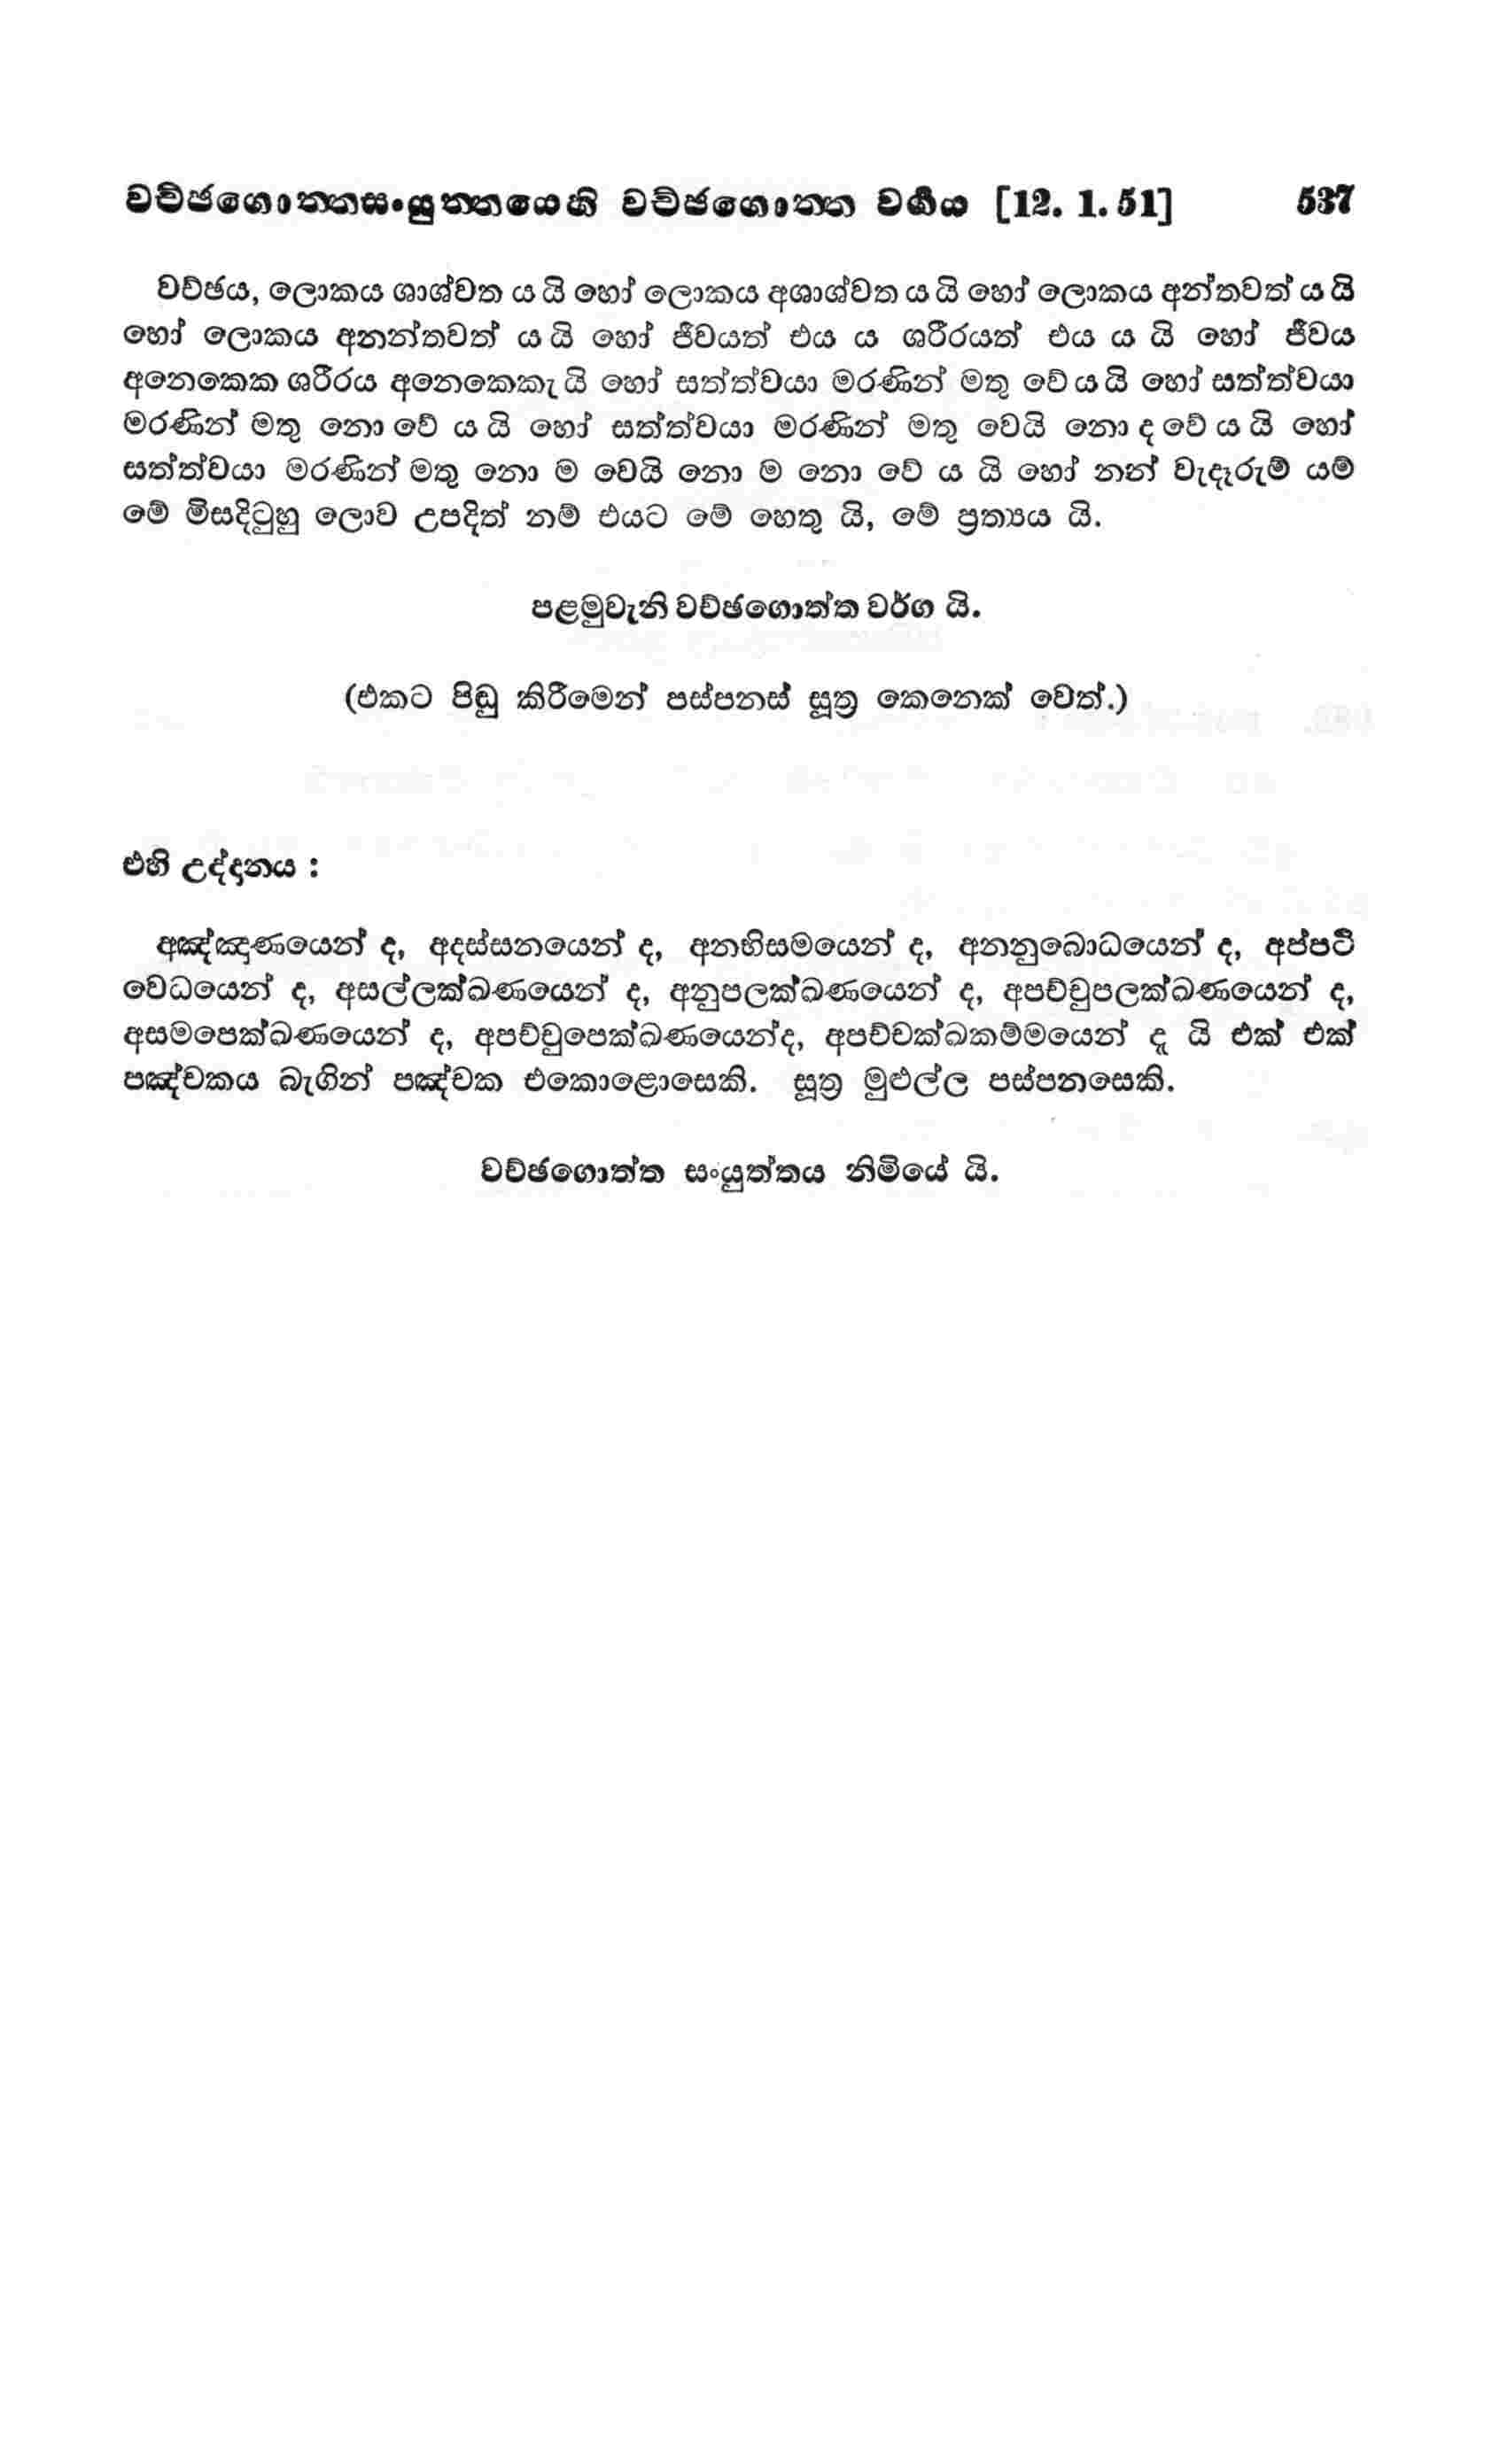 වච්ඡගොත්තසංයුත්තයෙහි වච්ඡගොත්ත වර්‍ගය [12. 1. 51] 537
වච්ඡය, ලොකය ශාශ්වත ය යි හෝ ලොකය අශාශ්වත ය යි හෝ ලොකය අන්තවත් ය යි
හෝ ලොකය අනන්තවත් ය යි හෝ ජීවයත් එය ය ශරීරයත් එය ය යි හෝ ජීවය
අනෙකෙක ශරීරය අනෙකෙකැ යි හෝ සත්ත්වයා මරණින් මතු වේ ය යි හෝ සත්ත්වයා
මරණින් මතු නො වේ ය යි හෝ සත්ත්වයා මරණින් මතු වෙයි නො ද වේ ය යි හෝ
සත්ත්වයා මරණින් මතු නො ම වෙයි නො ම නො වේ ය යි හෝ නන් වැදෑරුම් යම්
මේ මිසදිටුහු ලොව උපදිත් නම් එයට මේ හෙතු යි, මේ ප්‍රත්‍යය යි.
පළමුවැනි වච්ඡගොත්ත වර්ග යි.
(එකට පිඬු කිරීමෙන් පස්පනස් සූත්‍ර කෙනෙක් වෙත්.)
එහි උද්දානය :
අඤ්ඤාණයෙන් ද, අදස්සනයෙන් ද, අනභිසමයෙන් ද, අනනුබොධයෙන් ද, අප්පටි
වෙධයෙන් ද, අසල්ලක්ඛණයෙන් ද, අනුපලක්ඛණයෙන් ද, අපච්චුපලක්ඛණයෙන් ද,
අසමපෙක්ඛණයෙන් ද, අපච්චුපෙක්ඛණයෙන්ද, අපච්චක්ඛකම්මයෙන් දැ යි එක් එක්
පඤ්චකය බැගින් පඤ්චක එකොළොසෙකි. සූත්‍ර මුළුල්ල පස්පනසෙකි.
වච්ඡගොත්ත සංයුත්තය නිමියේ යි.